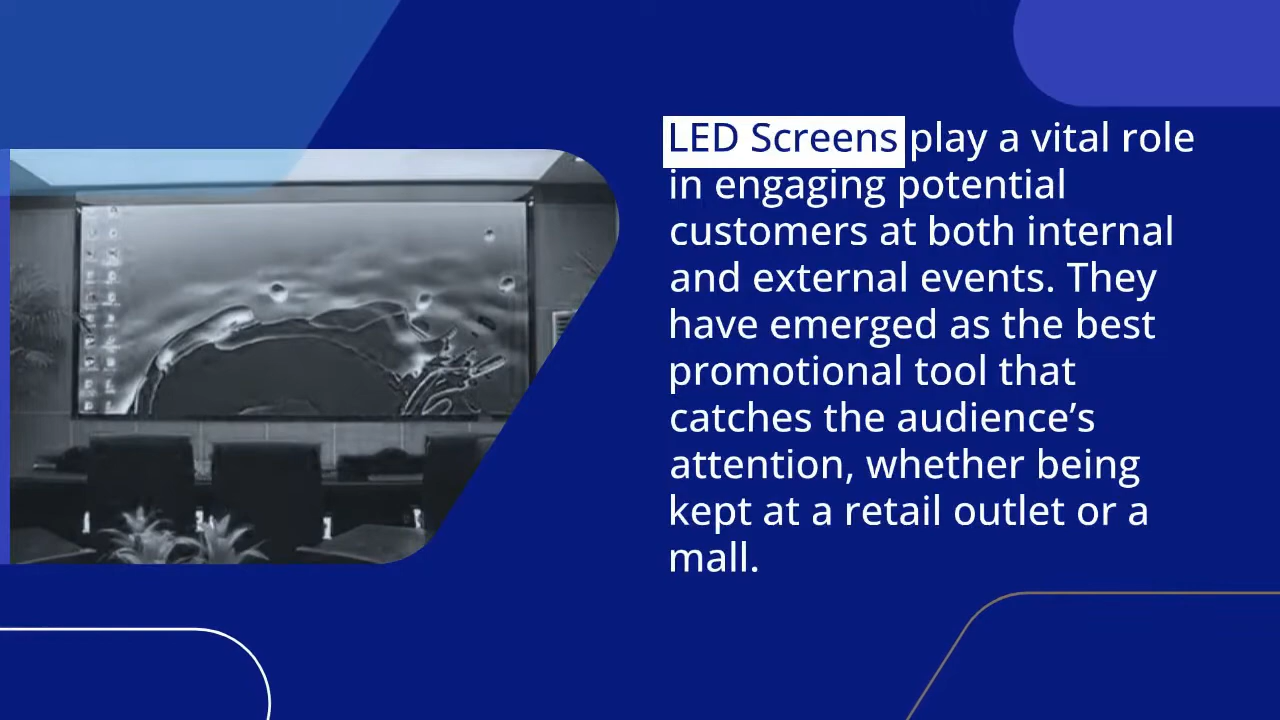 LED Screens play a vital role
in engaging potential
customers at both internal
and external events. They
have emerged as the best
promotional tool that
catches the audience’s
attention, whether being
kept at a retail outlet or a
mall.